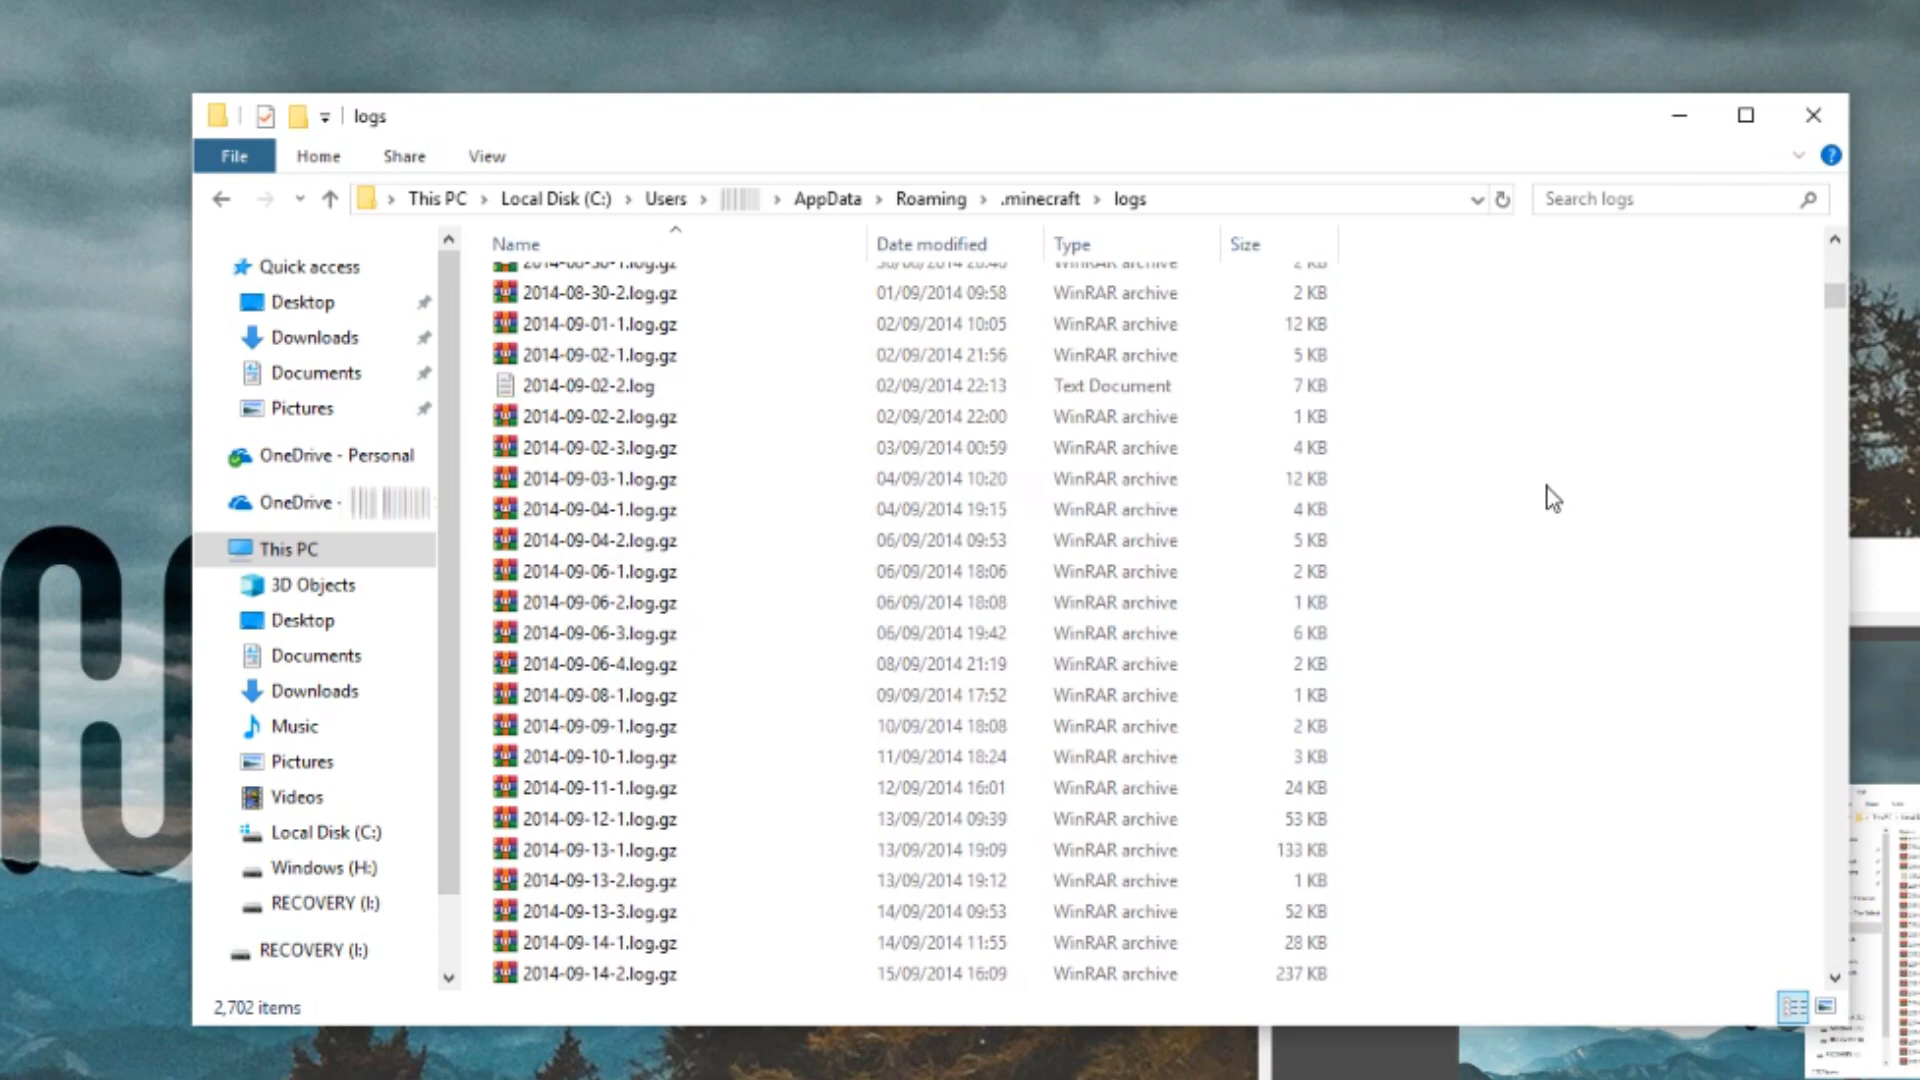 logs
File Home Share View
This PC Local Disk (C:) Users AppData Roaming .minecraft logs
Search logs
Quick access
Desktop
Downloads
Documents
Pictures
OneDrive - Personal
OneDrive -
This PC
3D Objects
Desktop
Documents
Downloads
Music
Pictures
Videos
Local Disk (C:)
Windows (H:)
RECOVERY (I:)
RECOVERY (I:)
Name Date modified Type Size
2014-08-30-2.log.gz 01/09/2014 09:58 WinRAR archive 2 KB
2014-09-01-1.log.gz 02/09/2014 10:05 WinRAR archive 12 KB
2014-09-02-1.log.gz 02/09/2014 21:56 WinRAR archive 5 KB
2014-09-02-2.log 02/09/2014 22:13 Text Document 7 KB
2014-09-02-2.log.gz 02/09/2014 22:00 WinRAR archive 1 KB
2014-09-02-3.log.gz 03/09/2014 00:59 WinRAR archive 4 KB
2014-09-03-1.log.gz 04/09/2014 10:20 WinRAR archive 12 KB
2014-09-04-1.log.gz 04/09/2014 19:15 WinRAR archive 4 KB
2014-09-04-2.log.gz 06/09/2014 09:53 WinRAR archive 5 KB
2014-09-06-1.log.gz 06/09/2014 18:06 WinRAR archive 2 KB
2014-09-06-2.log.gz 06/09/2014 18:08 WinRAR archive 1 KB
2014-09-06-3.log.gz 06/09/2014 19:42 WinRAR archive 6 KB
2014-09-06-4.log.gz 08/09/2014 21:19 WinRAR archive 2 KB
2014-09-08-1.log.gz 09/09/2014 17:52 WinRAR archive 1 KB
2014-09-09-1.log.gz 10/09/2014 18:08 WinRAR archive 2 KB
2014-09-10-1.log.gz 11/09/2014 18:24 WinRAR archive 3 KB
2014-09-11-1.log.gz 12/09/2014 16:01 WinRAR archive 24 KB
2014-09-12-1.log.gz 13/09/2014 09:39 WinRAR archive 53 KB
2014-09-13-1.log.gz 13/09/2014 19:09 WinRAR archive 133 KB
2014-09-13-2.log.gz 13/09/2014 19:12 WinRAR archive 1 KB
2014-09-13-3.log.gz 14/09/2014 09:53 WinRAR archive 52 KB
2014-09-14-1.log.gz 14/09/2014 11:55 WinRAR archive 28 KB
2014-09-14-2.log.gz 15/09/2014 16:09 WinRAR archive 237 KB
2,702 items